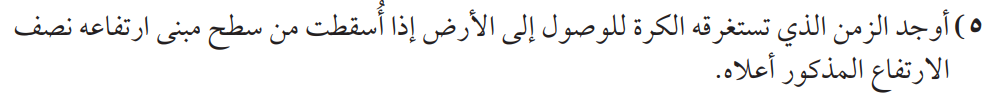 ٥) أوجد الزمن الذي تستغرقه الكرة للوصول إلى الأرض إذا أُسقطت من سطح مبنى ارتفاعه نصف
الارتفاع المذكور أعلاه.